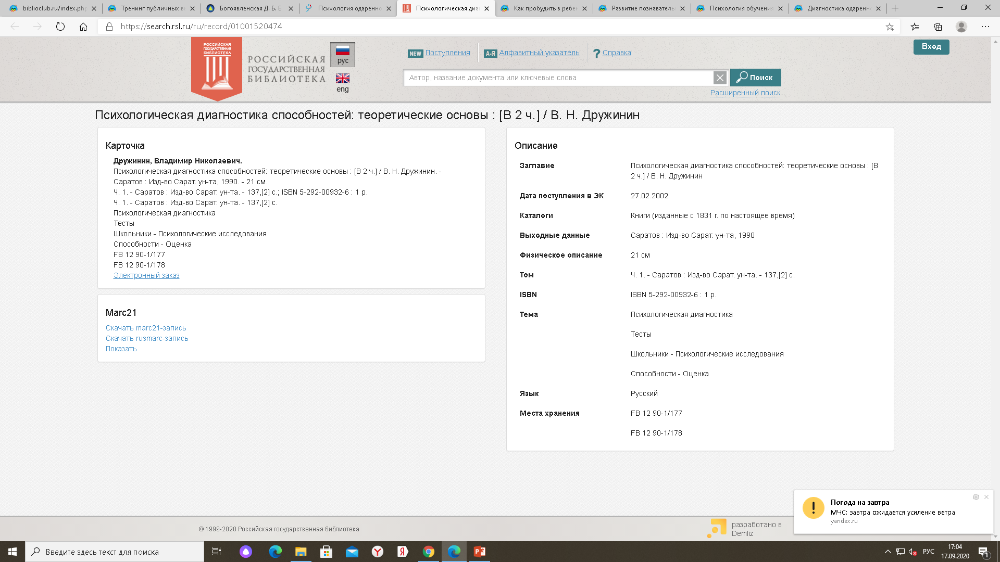 biblioclub.ru/index.php
Тренинг публичных в
Богоявленская Д. Б. Б
Психология одаренно
Психологическая диа
Как пробудить в ребе
Развитие познаватель
Психология обучения
Диагностика одаренн
https://search.rsl.ru/ru/record/01001520474
РОССИЙСКАЯ
ГОСУДАРСТВЕННАЯ
БИБЛИОТЕКА
РОССИЙСКАЯ
ГОСУДАРСТВЕННАЯ
БИБЛИОТЕКА
рус
eng
NEW Поступления
А-Я Алфавитный указатель
? Справка
Вход
Автор, название документа или ключевые слова
Поиск
Расширенный поиск
Психологическая диагностика способностей: теоретические основы : [В 2 ч.] / В. Н. Дружинин
Карточка
Дружинин, Владимир Николаевич.
Психологическая диагностика способностей: теоретические основы : [В 2 ч.] / В. Н. Дружинин. -
Саратов : Изд-во Сарат. ун-та, 1990. - 21 см.
Ч. 1. - Саратов : Изд-во Сарат. ун-та. - 137,[2] с.; ISBN 5-292-00932-6 : 1 р.
Ч. 1. - Саратов : Изд-во Сарат. ун-та. - 137,[2] с.
Психологическая диагностика
Тесты
Школьники - Психологические исследования
Способности - Оценка
FB 12 90-1/177
FB 12 90-1/178
Электронный заказ
Marc21
Скачать marc21-запись
Скачать rusmarc-запись
Показать
Описание
Заглавие Психологическая диагностика способностей: теоретические основы : [В
2 ч.] / В. Н. Дружинин
Дата поступления в ЭК 27.02.2002
Каталоги Книги (изданные с 1831 г. по настоящее время)
Выходные данные Саратов : Изд-во Сарат. ун-та, 1990
Физическое описание 21 см
Том Ч. 1. - Саратов : Изд-во Сарат. ун-та. - 137,[2] с.
ISBN ISBN 5-292-00932-6 : 1 р.
Тема Психологическая диагностика
Тесты
Школьники - Психологические исследования
Способности - Оценка
Язык Русский
Места хранения FB 12 90-1/177
FB 12 90-1/178
© 1999-2020 Российская государственная библиотека
разработано в
Demliz
Погода на завтра
МЧС: завтра ожидается усиление ветра
yandex.ru
Введите здесь текст для поиска
РУС
17:04
17.09.2020
1